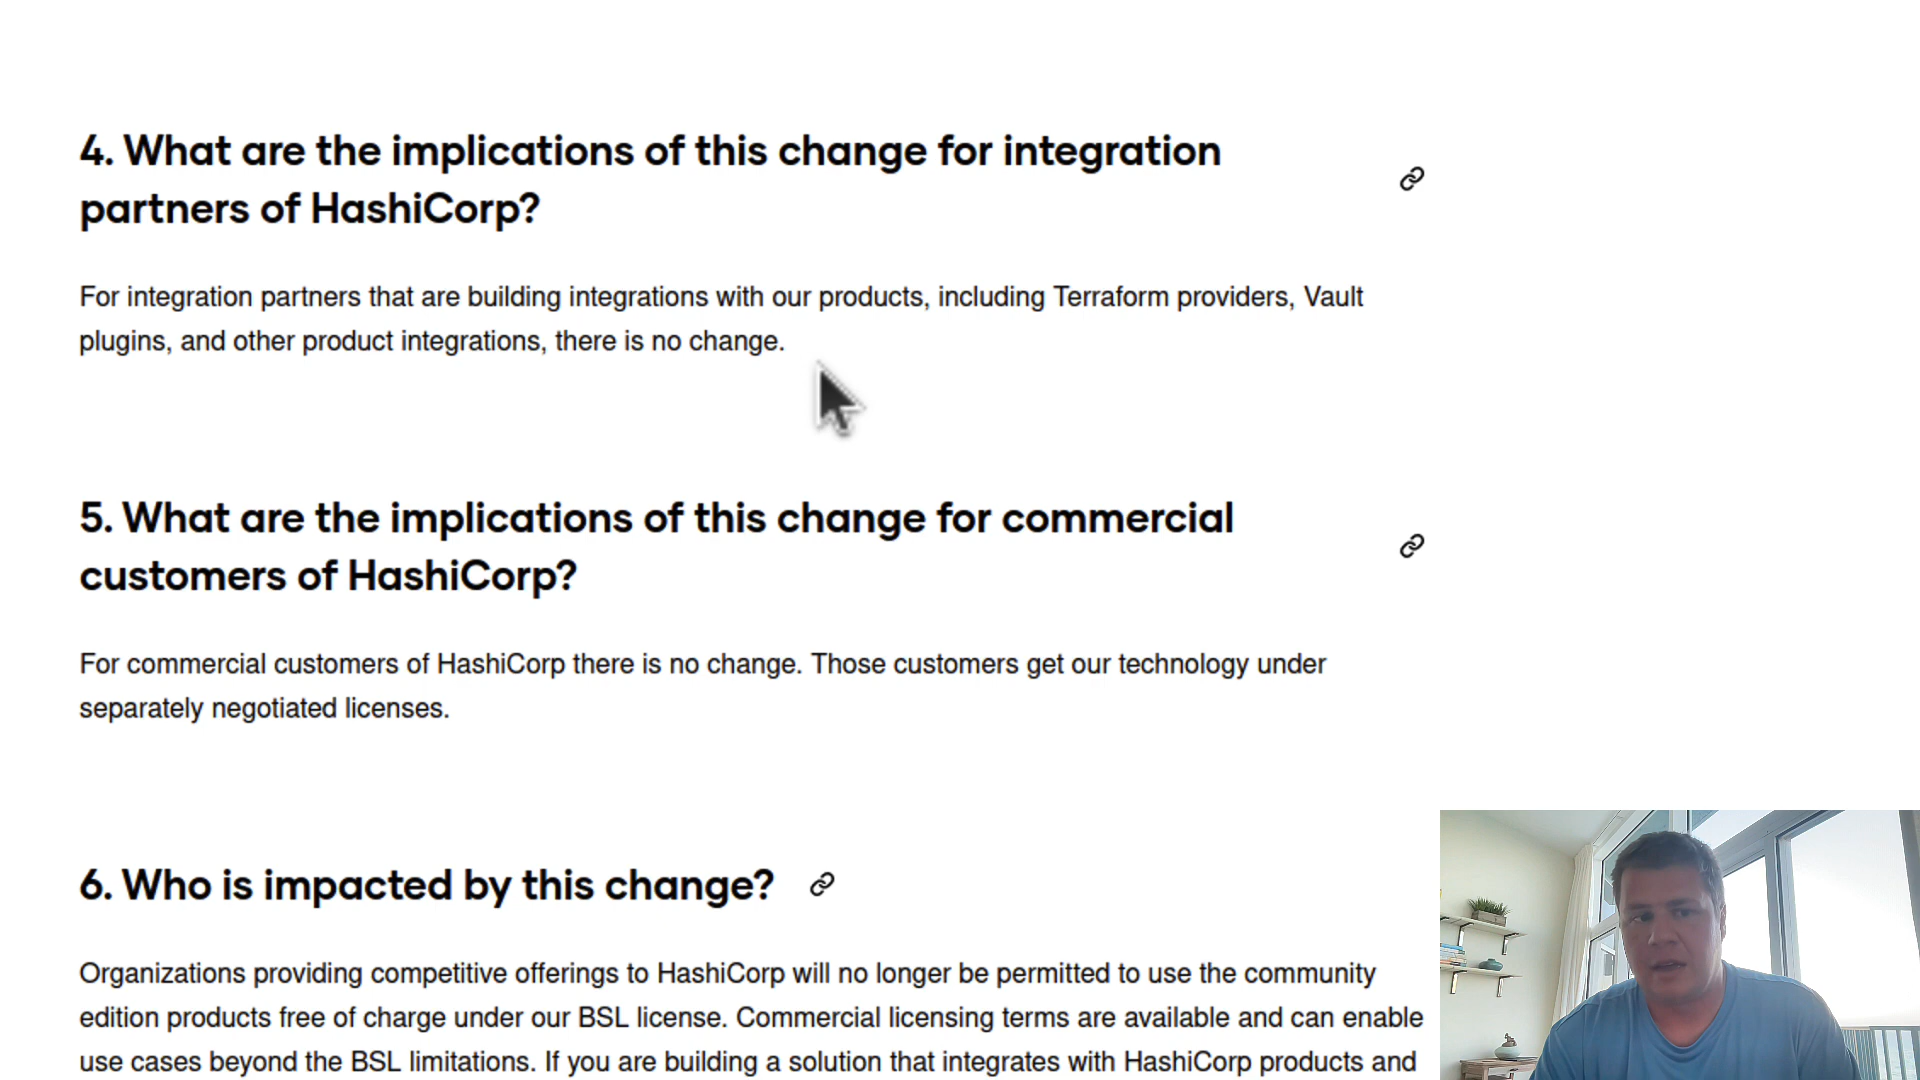 4. What are the implications of this change for integration
partners of HashiCorp?
For integration partners that are building integrations with our products, including Terraform providers, Vault
plugins, and other product integrations, there is no change.
5. What are the implications of this change for commercial
customers of HashiCorp?
For commercial customers of HashiCorp there is no change. Those customers get our technology under
separately negotiated licenses.
6. Who is impacted by this change?
Organizations providing competitive offerings to HashiCorp will no longer be permitted to use the community
edition products free of charge under our BSL license. Commercial licensing terms are available and can enable
use cases beyond the BSL limitations. If you are building a solution that integrates with HashiCorp products and